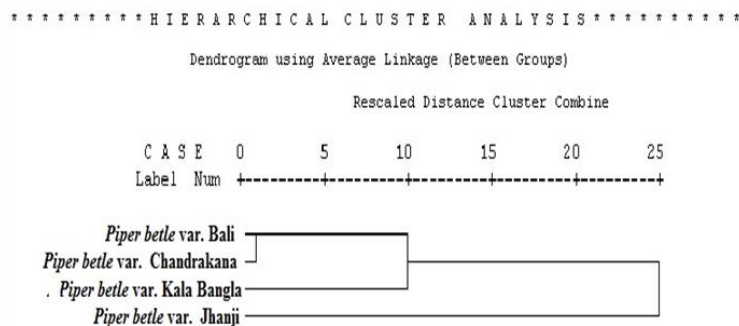 * * * * * * * * * H I E R A R C H I C A L  C L U S T E R   A N A L Y S I S * * * * * * * * * *
Dendrogram using Average Linkage (Between Groups)
Rescaled Distance Cluster Combine
C A S E 0 5 10 15 20 25
Label Num +---------+---------+---------+---------+---------+
Piper betle var. Bali
Piper betle var. Chandrakana
. Piper betle var. Kala Bangla
Piper betle var. Jhanji